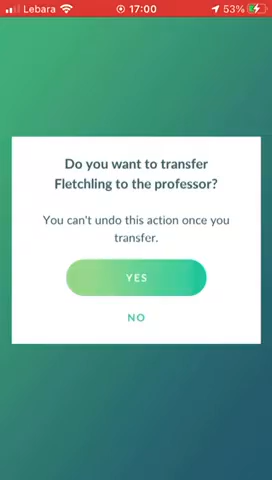 Lebara 17:00 53%
Do you want to transfer
Fletchling to the professor?
You can't undo this action once you
transfer.
YES
NO